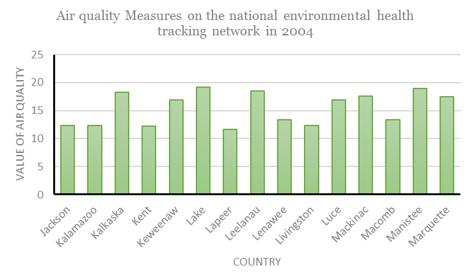 Air quality Measures on the national environmental health
tracking network in 2004
VALUE OF AIR QUALITY
25
20
15
10
5
0
Jackson
Kalamazoo
Kalkaska
Kent
Keweenaw
Lake
Lapeer
Leelanau
Lenawee
Livingston
Luce
Mackinac
Macomb
Manistee
Marquette
COUNTRY